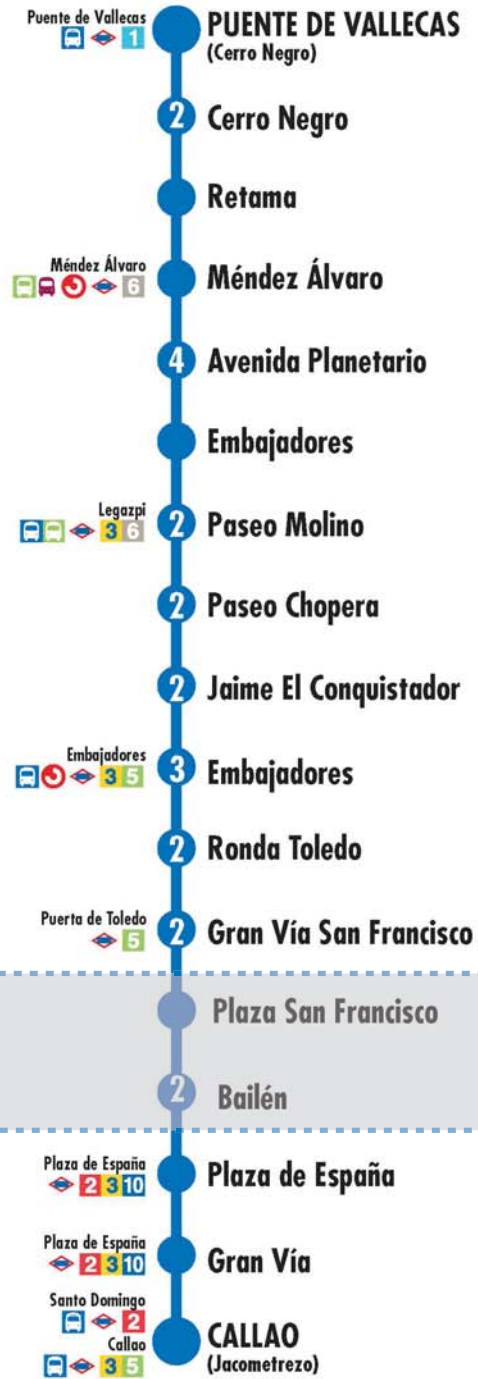 Puente de Vallecas
1
PUENTE DE VALLECAS
(Cerro Negro)
2 Cerro Negro
Retama
Méndez Álvaro
6
Méndez Álvaro
4 Avenida Planetario
Embajadores
Legazpi
3 6
2 Paseo Molino
2 Paseo Chopera
2 Jaime El Conquistador
Embajadores
3 5
3 Embajadores
2 Ronda Toledo
Puerta de Toledo
5
2 Gran Vía San Francisco
Plaza San Francisco
2 Bailén
Plaza de España
2 3 10
Plaza de España
Plaza de España
2 3 10
Gran Vía
Santo Domingo
2
Callao
3 5
CALLAO
(Jacometrezo)